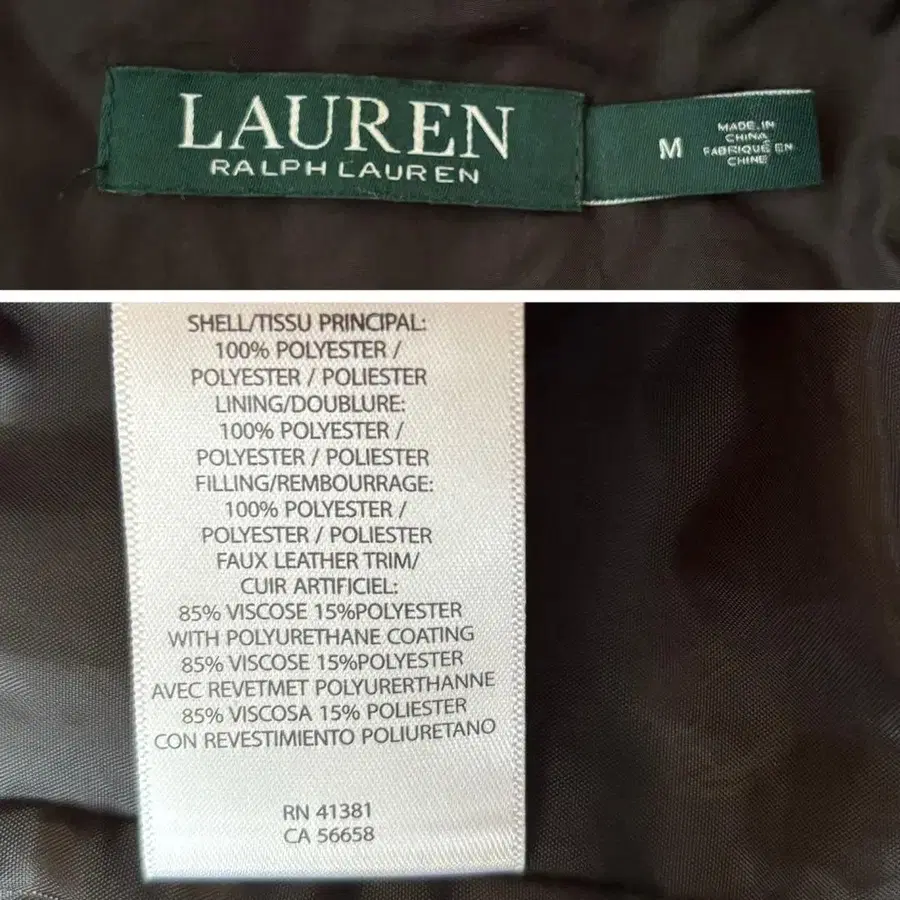 LAUREN
RALPH LAUREN
M
MADE IN
CHINA
FABRIQUÉ EN
CHINE
SHELL/TISSU PRINCIPAL:
100% POLYESTER /
POLYESTER / POLIESTER
LINING/DOUBLURE:
100% POLYESTER /
POLYESTER / POLIESTER
FILLING/REMBOURRAGE:
100% POLYESTER /
POLYESTER / POLIESTER
FAUX LEATHER TRIM/
CUIR ARTIFICIEL:
85% VISCOSE 15%POLYESTER
WITH POLYURETHANE COATING
85% VISCOSE 15%POLYESTER
AVEC REVETMET POLYURERTHANNE
85% VISCOSA 15% POLIESTER
CON REVESTIMIENTO POLIURETANO
RN 41381
CA 56658